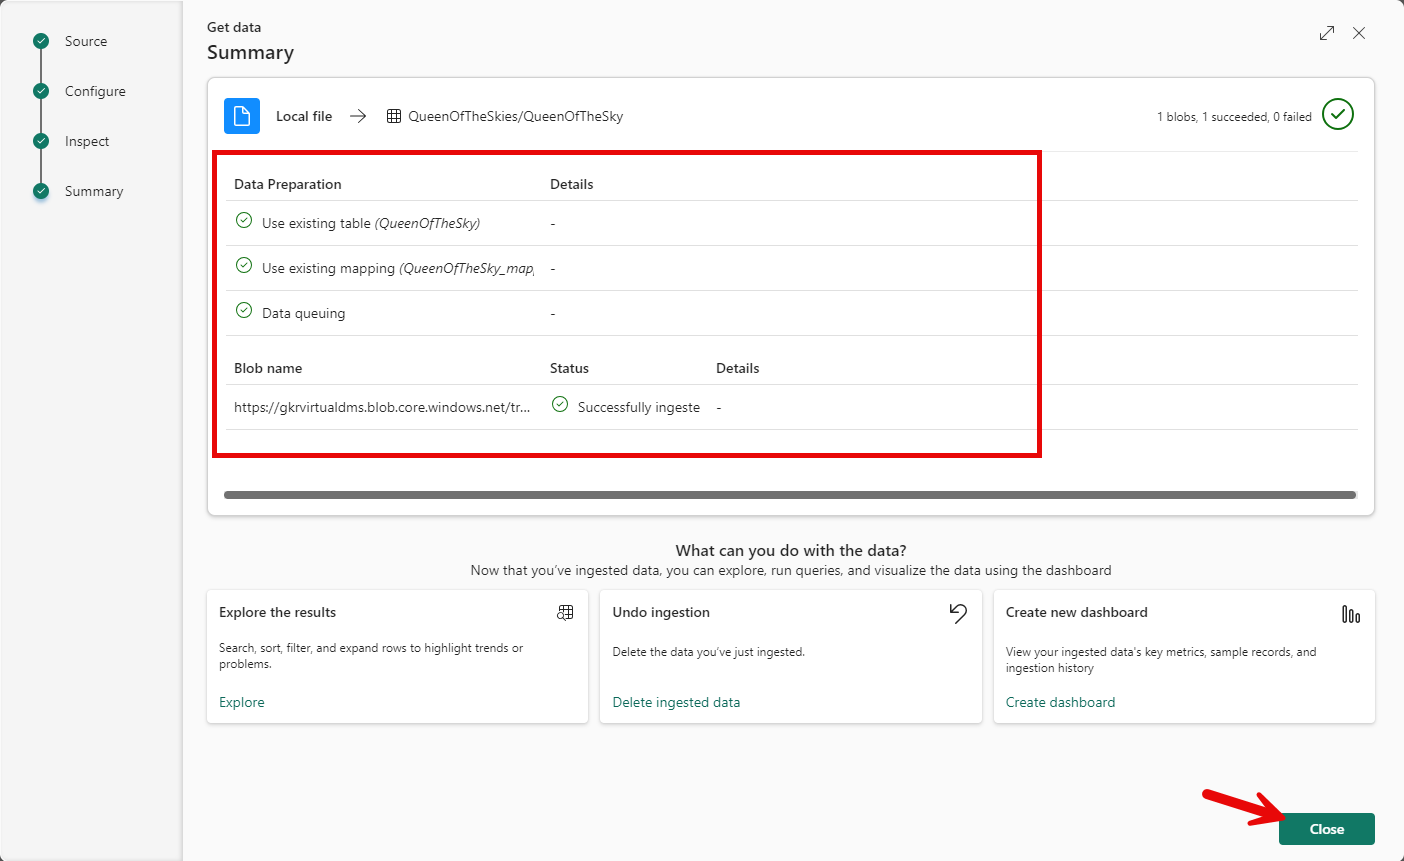 Source
Configure
Inspect
Summary
Get data
Summary
Local file
QueenOfTheSkies/QueenOfTheSky
1 blobs, 1 succeeded, 0 failed
Data Preparation Details
Use existing table (QueenOfTheSky) -
Use existing mapping (QueenOfTheSky_map -
Data queuing -
Blob name Status Details
https://gkrvirtualdms.blob.core.windows.net/tr... Successfully ingeste -
What can you do with the data?
Now that you've ingested data, you can explore, run queries, and visualize the data using the dashboard
Explore the results
Search, sort, filter, and expand rows to highlight trends or
problems.
Explore
Undo ingestion
Delete the data you've just ingested.
Delete ingested data
Create new dashboard
View your ingested data's key metrics, sample records, and
ingestion history
Create dashboard
Close